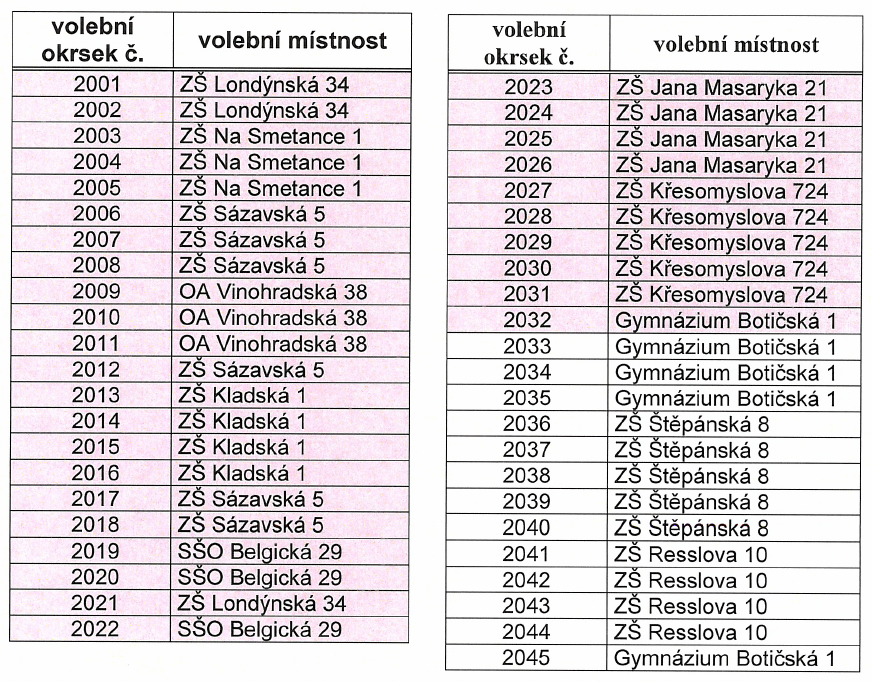 volební okrsek č. volební místnost
2001 ZŠ Londýnská 34
2002 ZŠ Londýnská 34
2003 ZŠ Na Smetance 1
2004 ZŠ Na Smetance 1
2005 ZŠ Na Smetance 1
2006 ZŠ Sázavská 5
2007 ZŠ Sázavská 5
2008 ZŠ Sázavská 5
2009 OA Vinohradská 38
2010 OA Vinohradská 38
2011 OA Vinohradská 38
2012 ZŠ Sázavská 5
2013 ZŠ Kladská 1
2014 ZŠ Kladská 1
2015 ZŠ Kladská 1
2016 ZŠ Kladská 1
2017 ZŠ Sázavská 5
2018 ZŠ Sázavská 5
2019 SŠO Belgická 29
2020 SŠO Belgická 29
2021 ZŠ Londýnská 34
2022 SŠO Belgická 29
volební okrsek č. volební místnost
2023 ZŠ Jana Masaryka 21
2024 ZŠ Jana Masaryka 21
2025 ZŠ Jana Masaryka 21
2026 ZŠ Jana Masaryka 21
2027 ZŠ Křesomyslova 724
2028 ZŠ Křesomyslova 724
2029 ZŠ Křesomyslova 724
2030 ZŠ Křesomyslova 724
2031 ZŠ Křesomyslova 724
2032 Gymnázium Botičská 1
2033 Gymnázium Botičská 1
2034 Gymnázium Botičská 1
2035 Gymnázium Botičská 1
2036 ZŠ Štěpánská 8
2037 ZŠ Štěpánská 8
2038 ZŠ Štěpánská 8
2039 ZŠ Štěpánská 8
2040 ZŠ Štěpánská 8
2041 ZŠ Resslova 10
2042 ZŠ Resslova 10
2043 ZŠ Resslova 10
2044 ZŠ Resslova 10
2045 Gymnázium Botičská 1